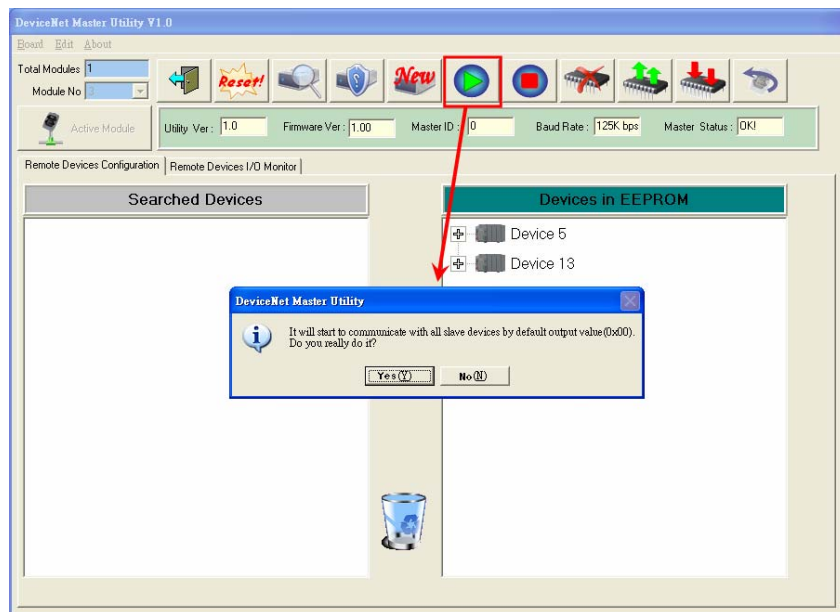 DeviceNet Master Utility V1.0
Board Edit About
Total Modules 1
Module No
Reset!
New
Active Module
Utility Ver : 1.0 Firmware Ver : 1.00 Master ID : 0 Baud Rate : 125K bps Master Status : OK!
Remote Devices Configuration Remote Devices I/O Monitor
Searched Devices
Devices in EEPROM
Device 5
Device 13
DeviceNet Master Utility
It will start to communicate with all slave devices by default output value(0x00).
Do you really do it?
Yes(Y) No(N)